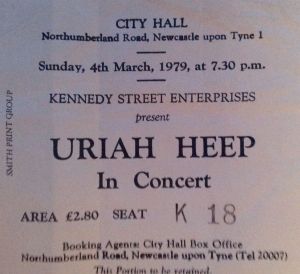 CITY HALL
Northumberland Road, Newcastle upon Tyne 1
Sunday, 4th March, 1979, at 7.30 p.m.
KENNEDY STREET ENTERPRISES
present
URIAH HEEP
In Concert
AREA £2.80 SEAT K 18
Booking Agents: City Hall Box Office
Northumberland Road, Newcastle upon Tyne (Tel 20007)
This Portion to be retained.
SMITH PRINT GROUP